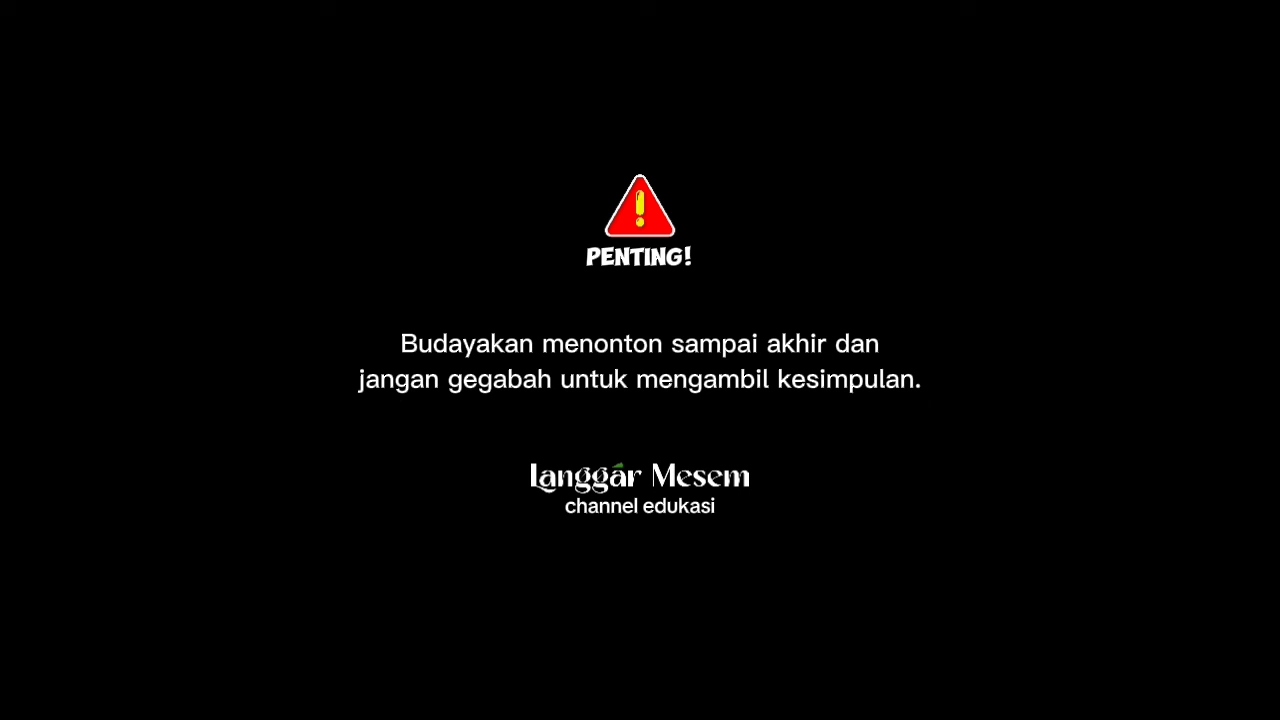 PENTING!
Budayakan menonton sampai akhir dan
jangan gegabah untuk mengambil kesimpulan.
Langgar Mesem
channel edukasi